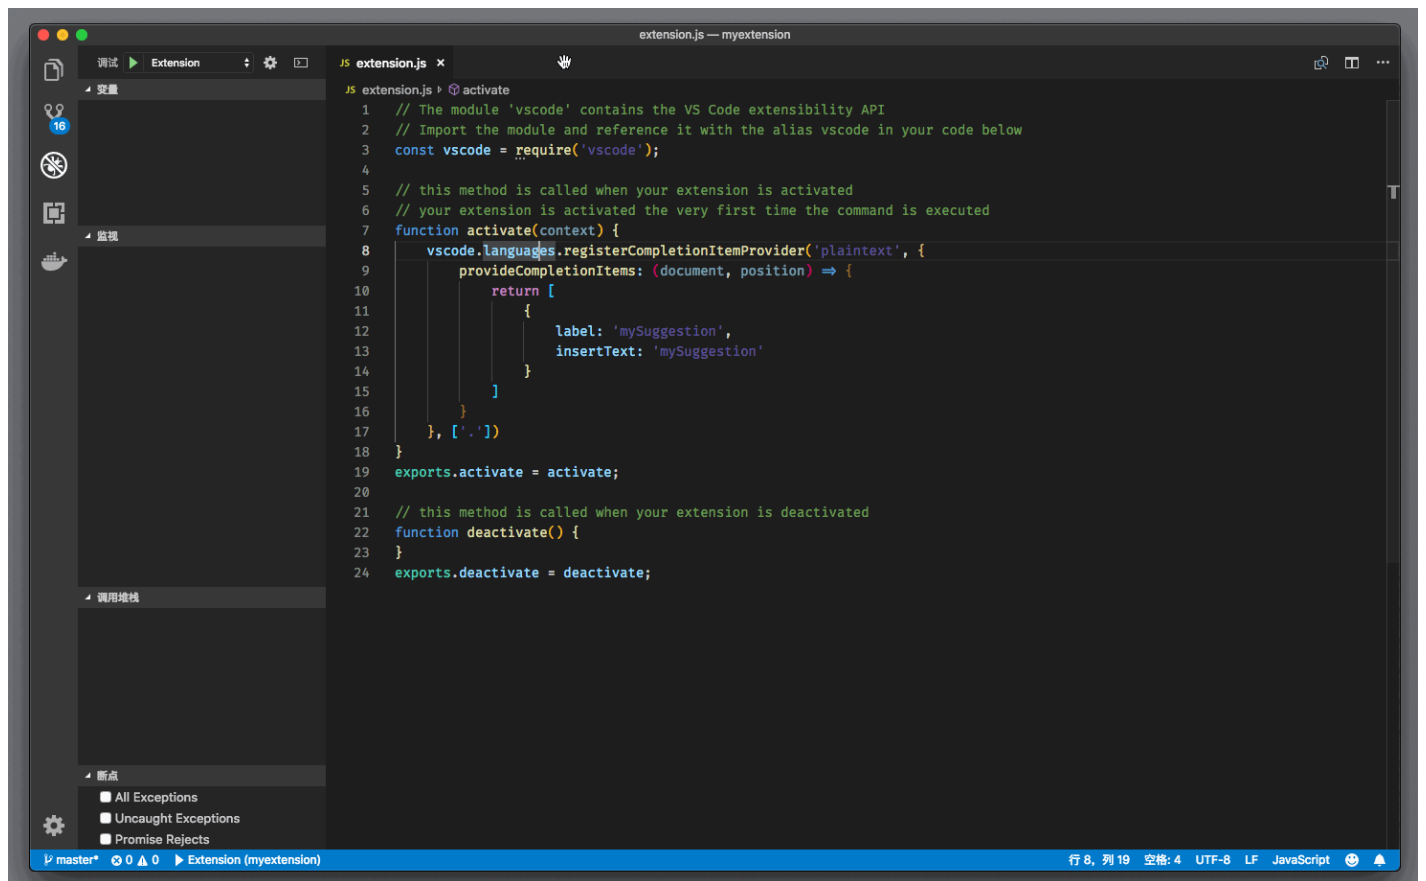 extension.js — myextension
调试 Extension
JS extension.js ×
JS extension.js activate
16
变量
监视
调用堆栈
断点
All Exceptions
Uncaught Exceptions
Promise Rejects
1 // The module 'vscode' contains the VS Code extensibility API
2 // Import the module and reference it with the alias vscode in your code below
3 const vscode = require('vscode');
4
5 // this method is called when your extension is activated
6 // your extension is activated the very first time the command is executed
7 function activate(context) {
8 vscode.languages.registerCompletionItemProvider('plaintext', {
9 provideCompletionItems: (document, position) => {
10 return [
11 {
12 label: 'mySuggestion',
13 insertText: 'mySuggestion'
14 }
15 ]
16 }
17 }, ['.'])
18 }
19 exports.activate = activate;
20
21 // this method is called when your extension is deactivated
22 function deactivate() {
23 }
24 exports.deactivate = deactivate;
master* 0 0 Extension (myextension) 行 8，列 19 空格: 4 UTF-8 LF JavaScript